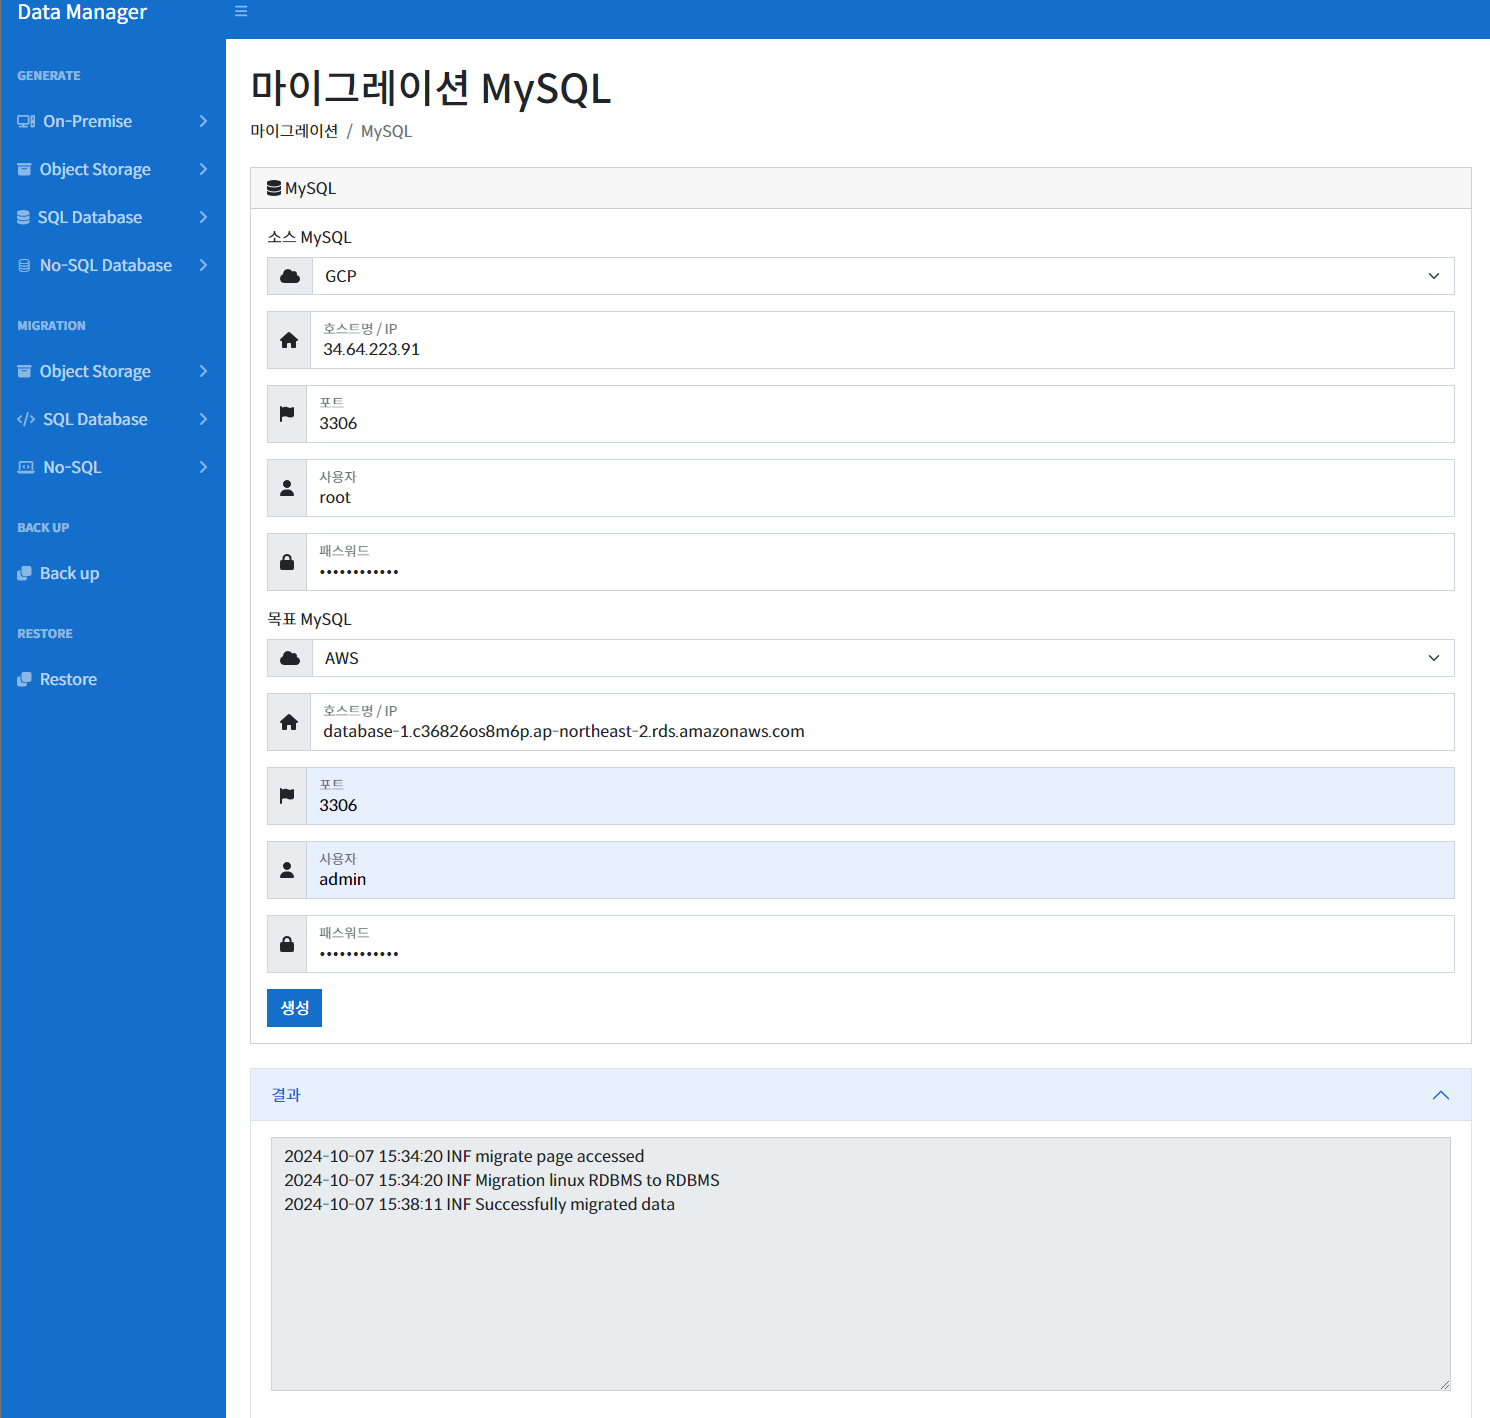 Data Manager
GENERATE
On-Premise
Object Storage
SQL Database
No-SQL Database
MIGRATION
Object Storage
SQL Database
No-SQL
BACK UP
Back up
RESTORE
Restore
마이그레이션 MySQL
마이그레이션 / MySQL
MySQL
소스 MySQL
GCP
호스트명 / IP
34.64.223.91
포트
3306
사용자
root
패스워드
••••••••••••
목표 MySQL
AWS
호스트명 / IP
database-1.c36826os8m6p.ap-northeast-2.rds.amazonaws.com
포트
3306
사용자
admin
패스워드
••••••••••••
생성
결과
2024-10-07 15:34:20 INF migrate page accessed
2024-10-07 15:34:20 INF Migration linux RDBMS to RDBMS
2024-10-07 15:38:11 INF Successfully migrated data